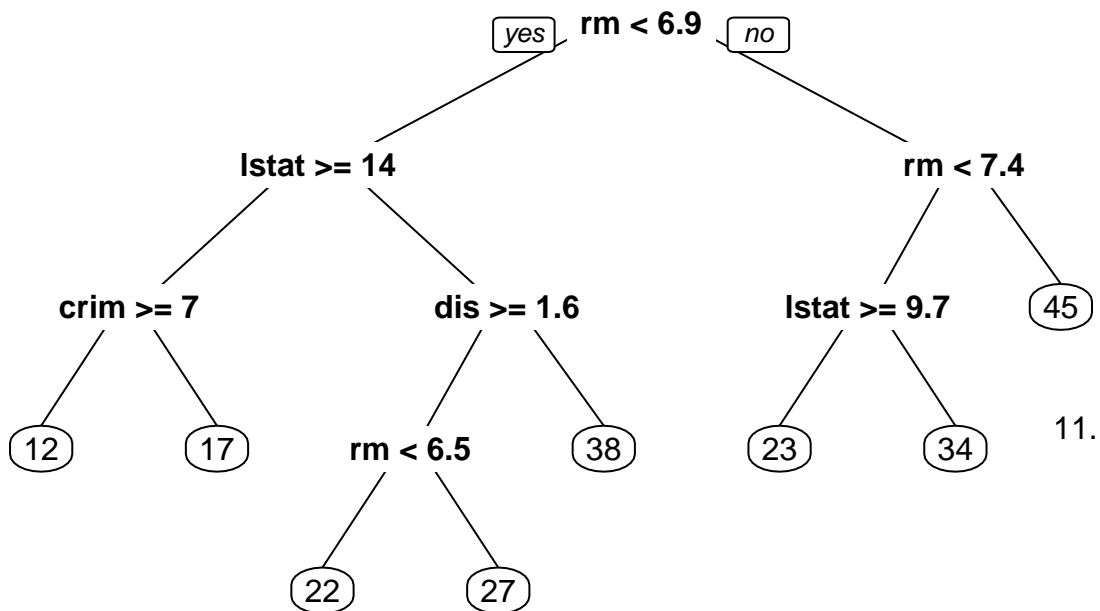 yes rm < 6.9 no
lstat >= 14 rm < 7.4
crim >= 7 dis >= 1.6 lstat >= 9.7 45
12 17 rm < 6.5 38 23 34 11.
22 27